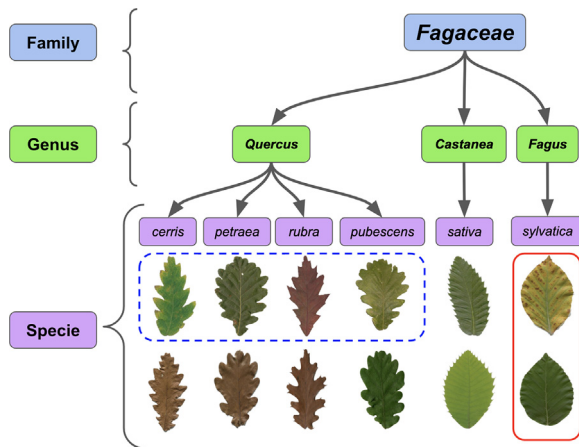 Family
Fagaceae
Genus
Quercus
Castanea
Fagus
cerris
petraea
rubra
pubescens
sativa
sylvatica
Specie